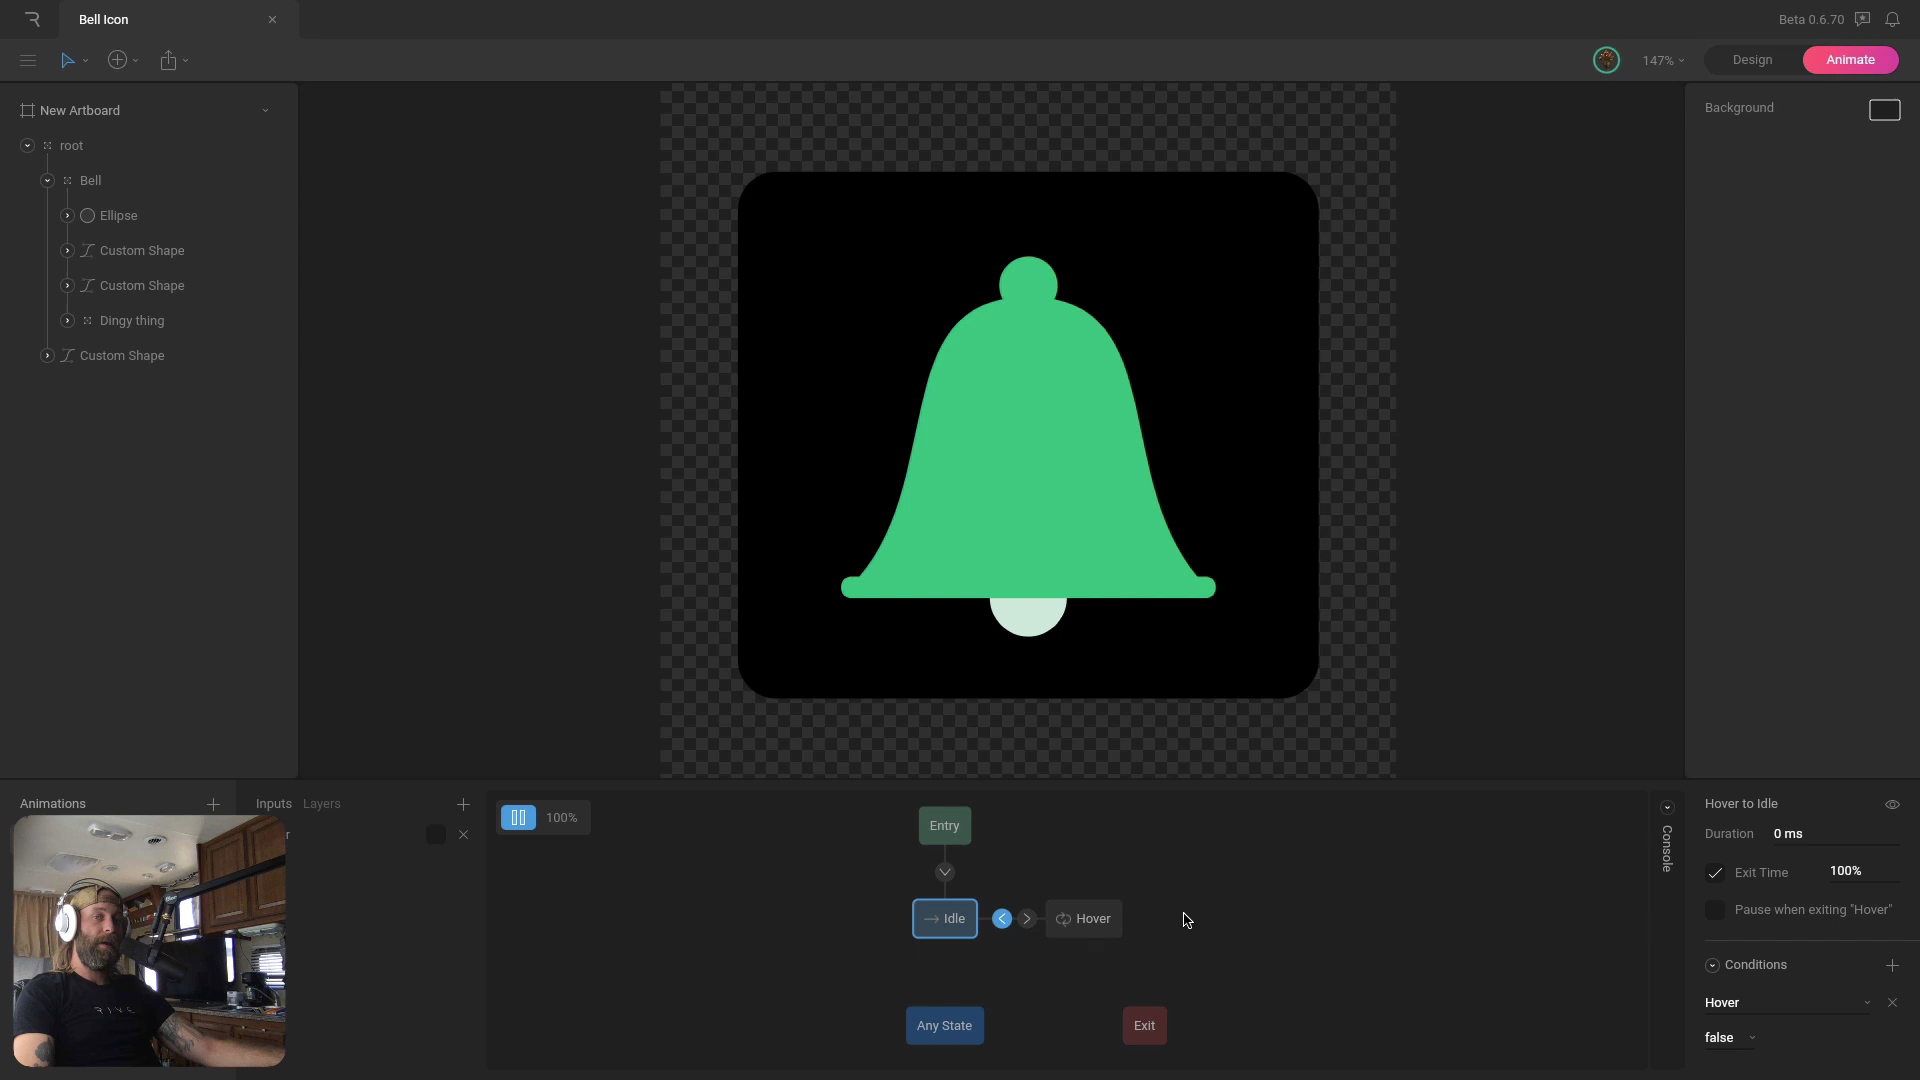 Bell Icon
Beta 0.6.70
147%
Design
Animate
New Artboard
root
Bell
Ellipse
Custom Shape
Custom Shape
Dingy thing
Custom Shape
Background
Animations
Inputs
Layers
r
100%
Entry
Idle
Hover
Any State
Exit
Console
Hover to Idle
Duration
0 ms
Exit Time
100%
Pause when exiting "Hover"
Conditions
Hover
false
RIVE